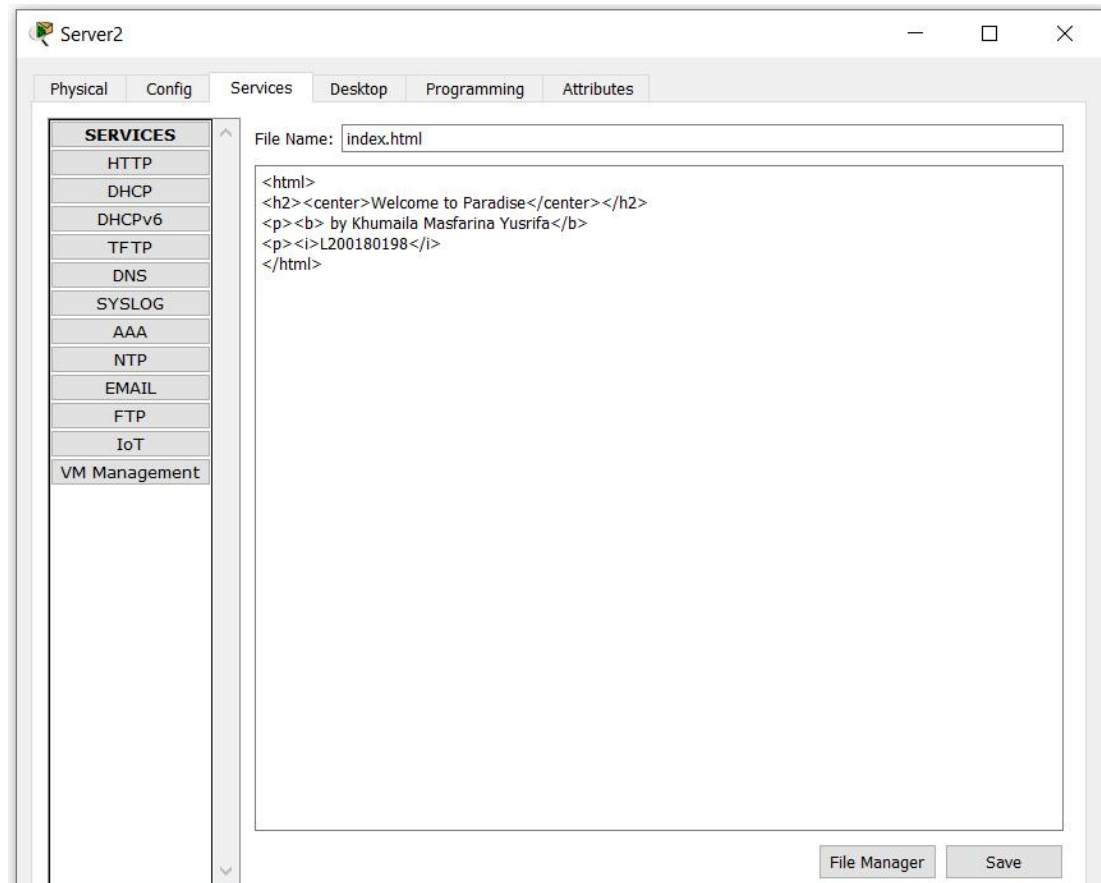 Server2
Physical Config Services Desktop Programming Attributes
SERVICES
HTTP
DHCP
DHCPv6
TFTP
DNS
SYSLOG
AAA
NTP
EMAIL
FTP
IoT
VM Management
File Name: index.html
<html>
<h2><center>Welcome to Paradise</center></h2>
<p><b> by Khumaila Masfarina Yusrifa</b>
<p><i>L200180198</i>
</html>
File Manager Save